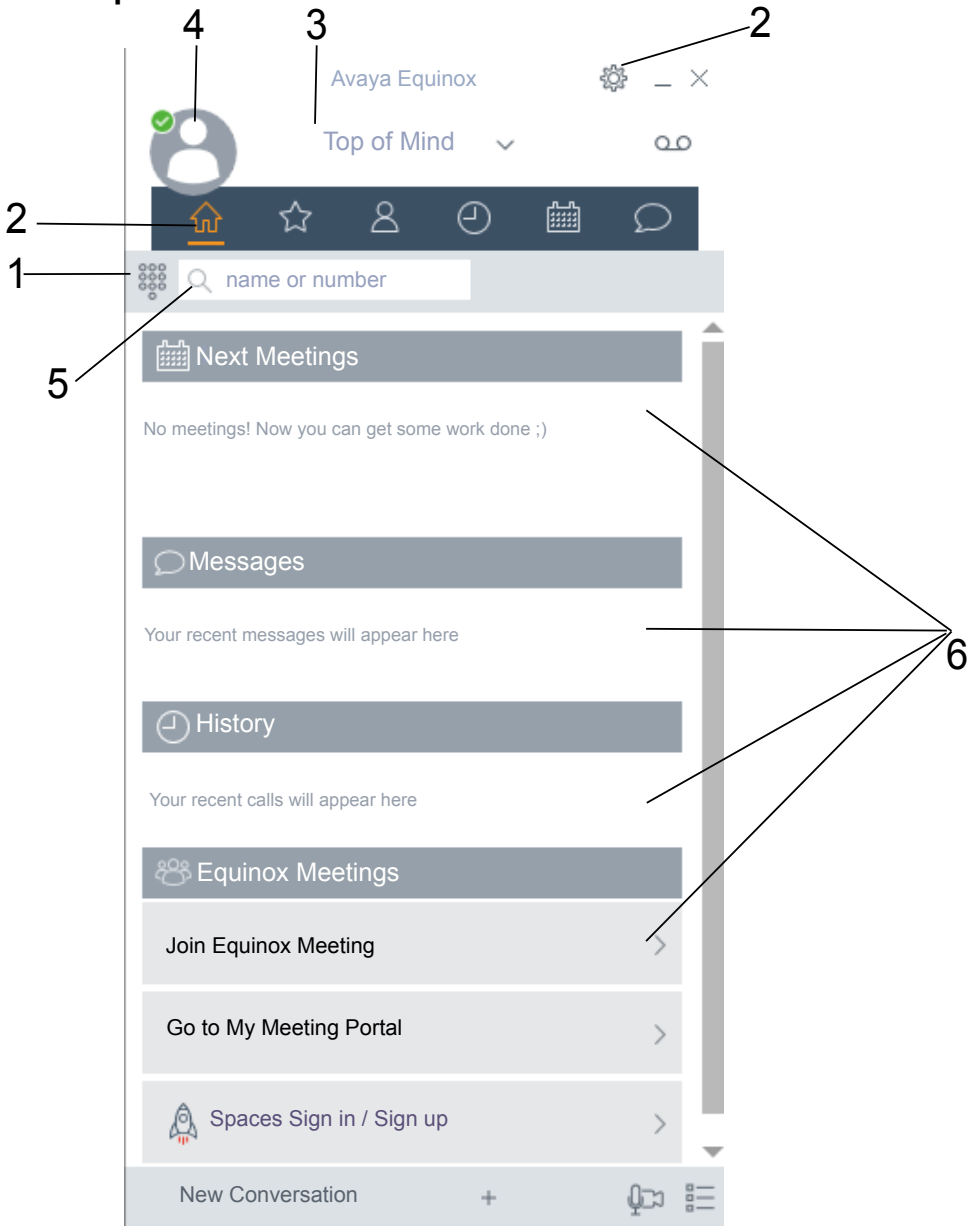 4
3
2
Avaya Equinox
Top of Mind
2
1
name or number
5
Next Meetings
No meetings! Now you can get some work done ;)
Messages
Your recent messages will appear here
6
History
Your recent calls will appear here
Equinox Meetings
Join Equinox Meeting
Go to My Meeting Portal
Spaces Sign in / Sign up
New Conversation +